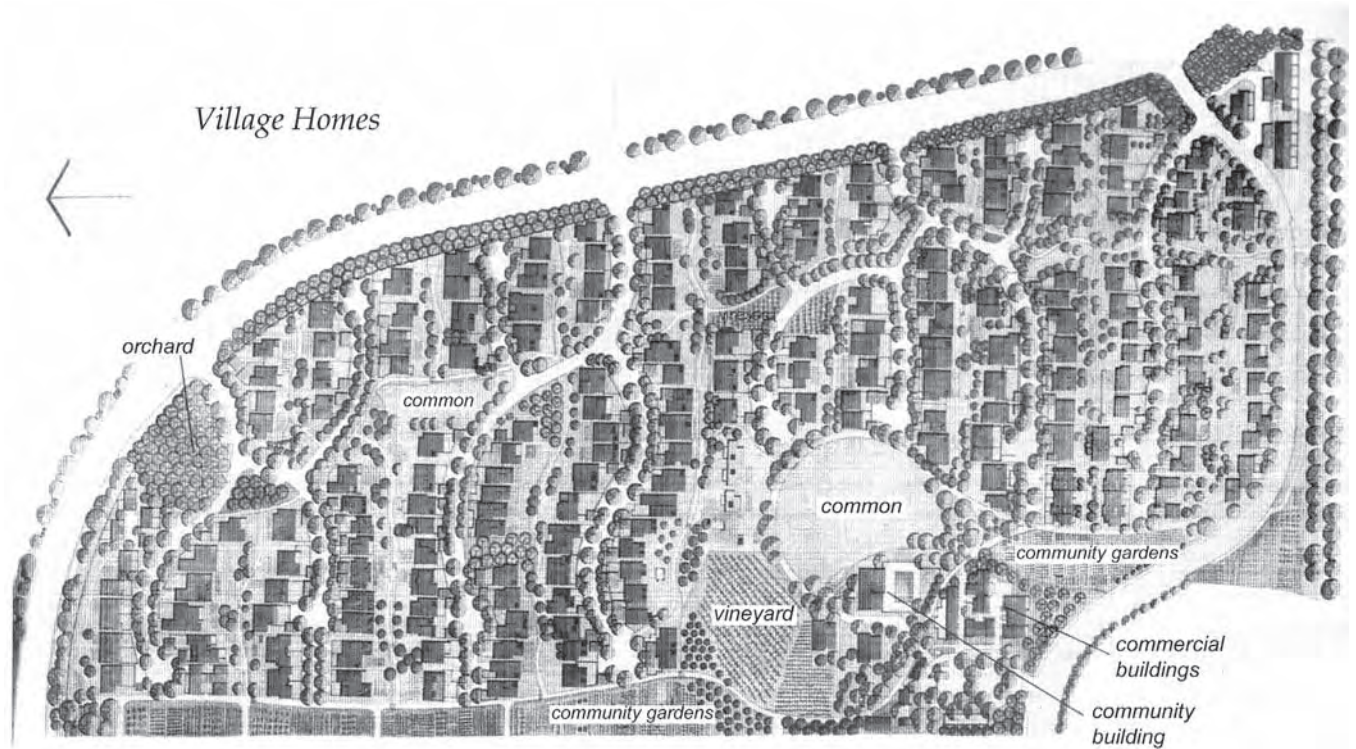 Village Homes
orchard
common
common
community gardens
vineyard
commercial
buildings
community gardens
community
building